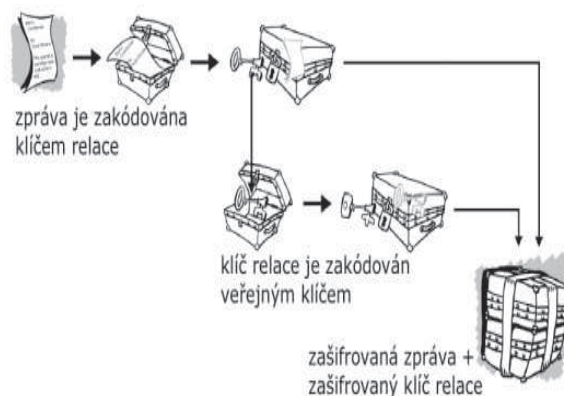 zpráva je zakódována
klíčem relace
klíč relace je zakódován
veřejným klíčem
zašifrovaná zpráva +
zašifrovaný klíč relace